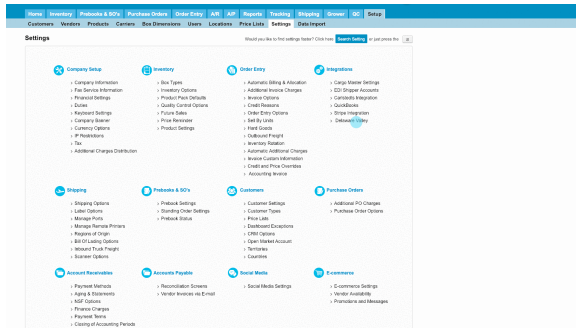 Home Inventory Prebooks & SO's Purchase Orders Order Entry A/R A/P Reports Tracking Shipping Grower QC Setup
Customers Vendors Products Carriers Box Dimensions Users Locations Price Lists Settings Data Import
Settings
Would you like to find settings faster? Click here Search Setting or just press the
Company Setup
› Company Information
› Fax Service Information
› Financial Settings
› Duties
› Keyboard Settings
› Company Banner
› Currency Options
› IP Restrictions
› Tax
› Additional Charges Distribution
Inventory
› Box Types
› Inventory Options
› Product Pack Defaults
› Quality Control Options
› Future Sales
› Price Reminder
› Product Settings
Order Entry
› Automatic Billing & Allocation
› Additional Invoice Charges
› Invoice Options
› Credit Reasons
› Order Entry Options
› Sell By Units
› Hard Goods
› Outbound Freight
› Inventory Rotation
› Automatic Additional Charges
› Invoice Custom Information
› Credit and Price Overrides
› Accounting Invoice
Integrations
› Cargo Master Settings
› EDI Shipper Accounts
› Cambiatto Integration
› QuickBooks
› Stripe Integration
› Delaware Valley
Shipping
› Shipping Options
› Label Options
› Manage Ports
› Manage Remote Printers
› Regions of Origin
› Bill Of Lading Options
› Inbound Truck Freight
› Scanner Options
Prebooks & SO's
› Prebook Settings
› Standing Order Settings
› Prebook Status
Customers
› Customer Settings
› Customer Types
› Price Lists
› Dashboard Exceptions
› CRM Options
› Open Market Account
› Territories
› Countries
Purchase Orders
› Additional PO Charges
› Purchase Order Options
Account Receivables
› Payment Methods
› Aging & Statements
› NSF Options
› Finance Charges
› Payment Terms
› Closing of Accounting Periods
Accounts Payable
› Reconciliation Screens
› Vendor Invoices via E-mail
Social Media
› Social Media Settings
E-commerce
› E-commerce Settings
› Vendor Availability
› Promotions and Messages